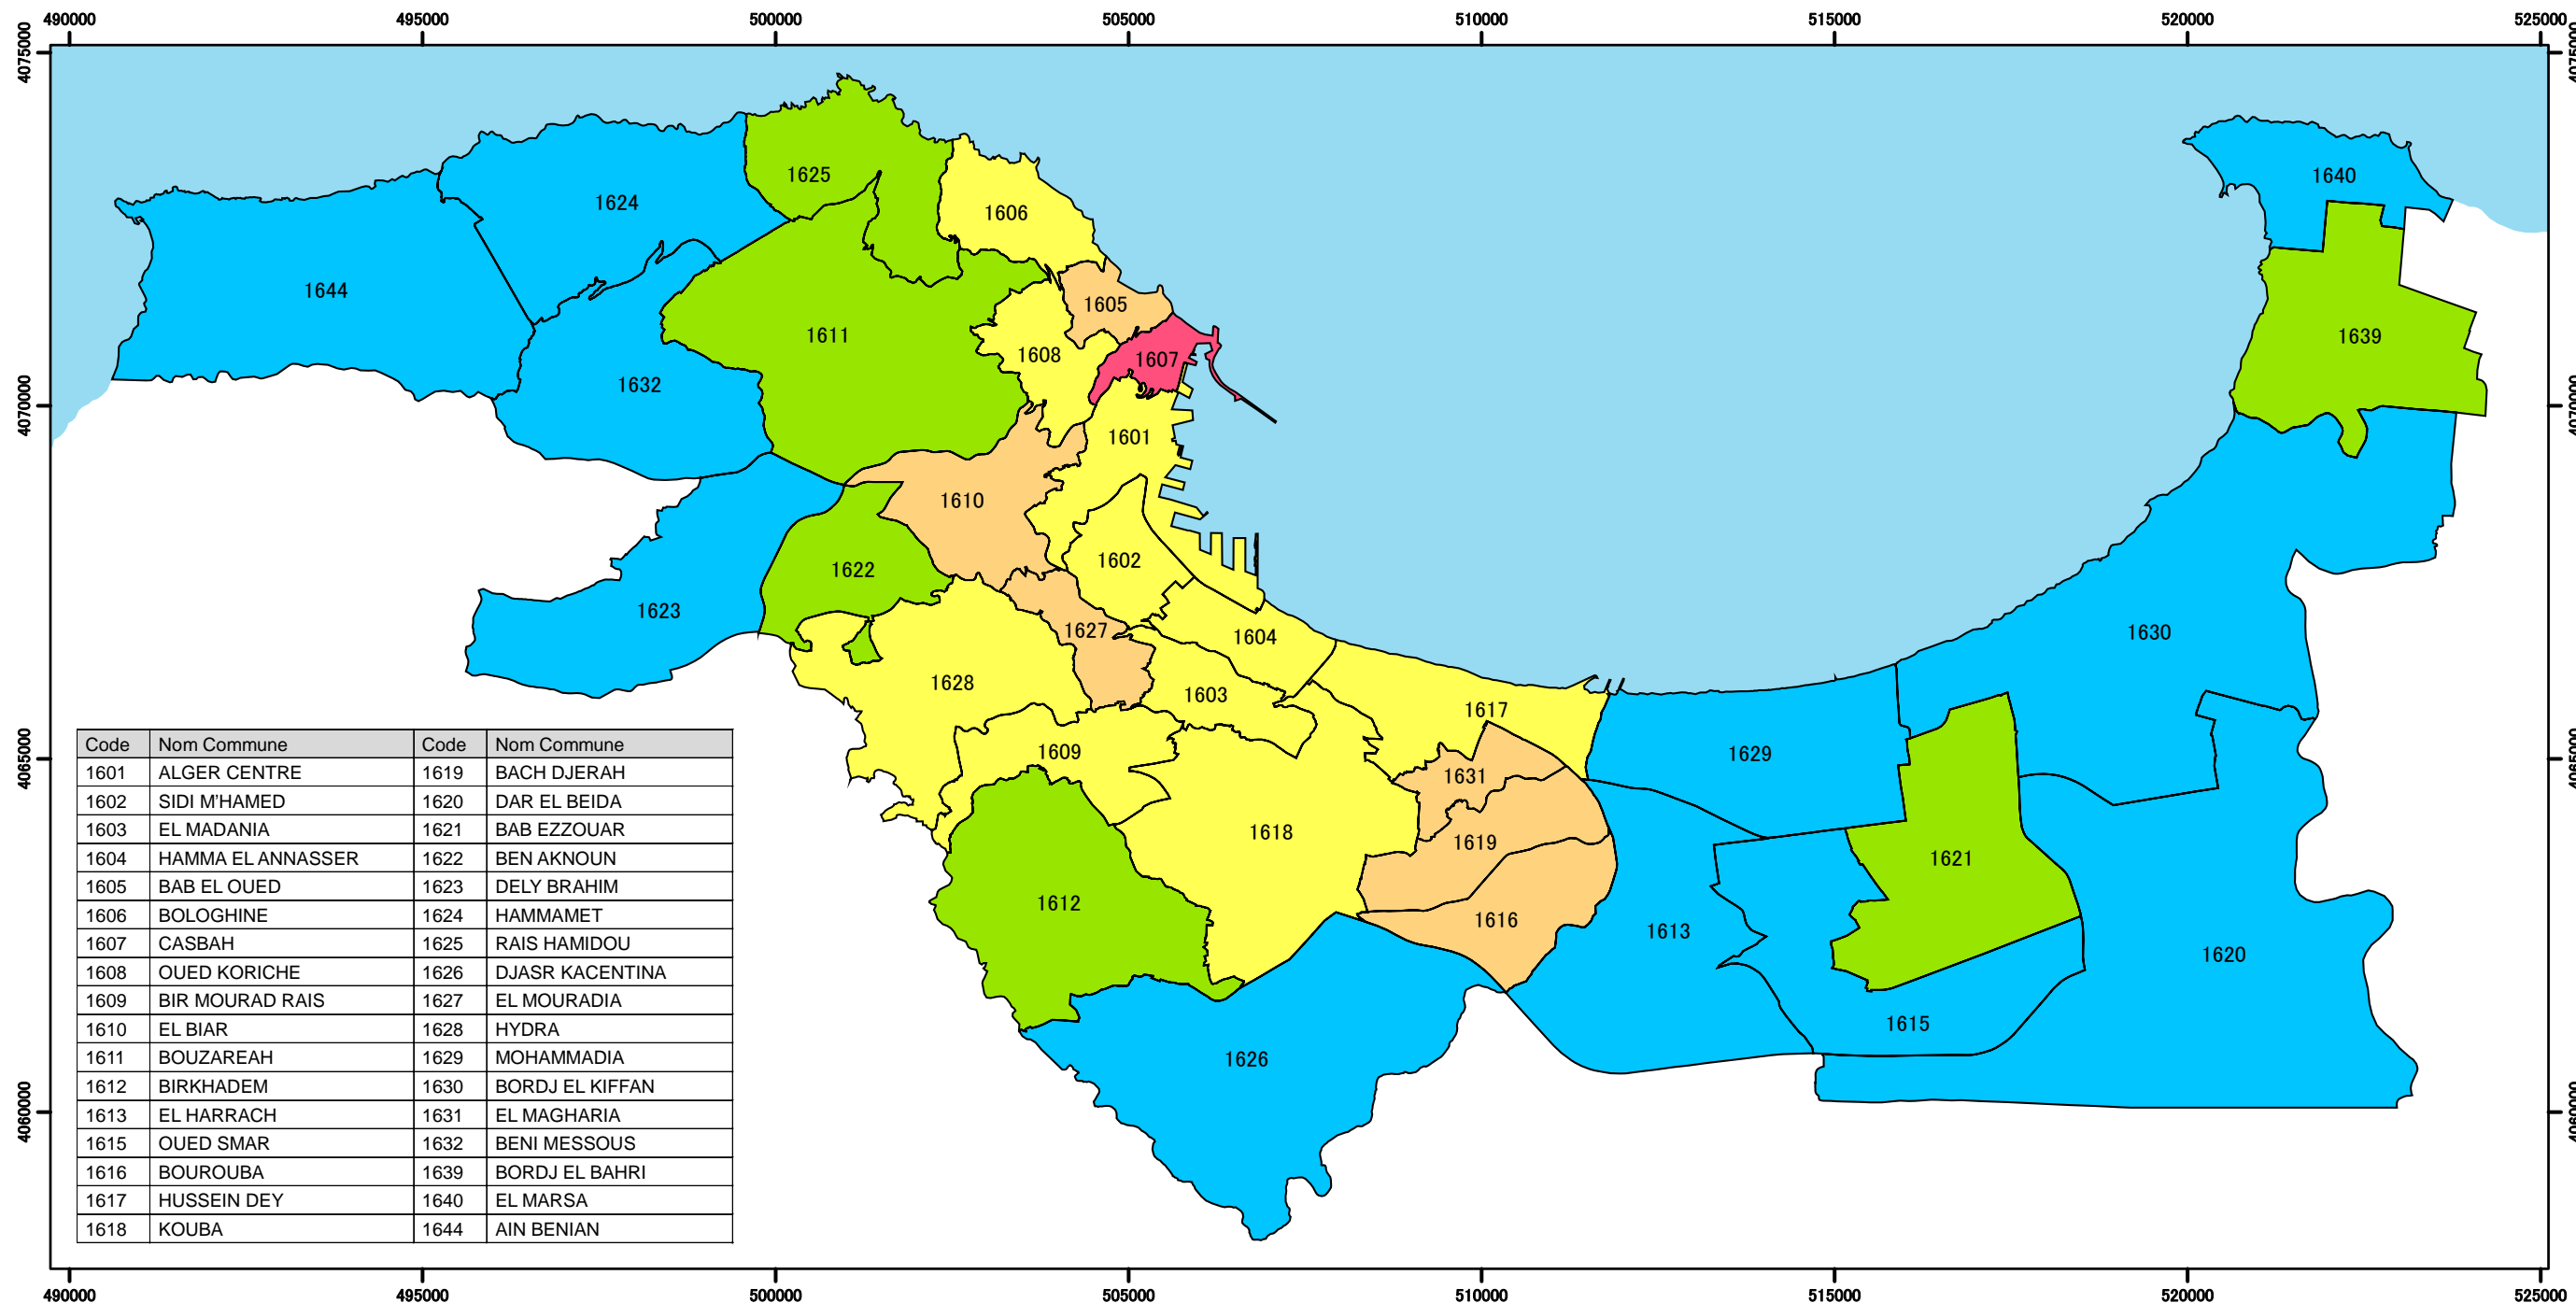 490000 495000 500000 505000 510000 515000 520000 525000
4075000 4075000
1640
1625
1624
1606
1644
1605
1611
1639
1608
1607
1632
4070000 4070000
1601
1610
1602
1622
1623
1627
1604
1630
1628
1603
1617
1609
1629
1631
4065000 4065000
1618
1619
1621
1612
1616
1613
1620
1615
1626
4060000 4060000
Code Nom Commune Code Nom Commune
1601 ALGER CENTRE 1619 BACH DJERAH
1602 SIDI M'HAMED 1620 DAR EL BEIDA
1603 EL MADANIA 1621 BAB EZZOUAR
1604 HAMMA EL ANNASSER 1622 BEN AKNOUN
1605 BAB EL OUED 1623 DELY BRAHIM
1606 BOLOGHINE 1624 HAMMAMET
1607 CASBAH 1625 RAIS HAMIDOU
1608 OUED KORICHE 1626 DJASR KACENTINA
1609 BIR MOURAD RAIS 1627 EL MOURADIA
1610 EL BIAR 1628 HYDRA
1611 BOUZAREAH 1629 MOHAMMADIA
1612 BIRKHADEM 1630 BORDJ EL KIFFAN
1613 EL HARRACH 1631 EL MAGHARIA
1615 OUED SMAR 1632 BENI MESSOUS
1616 BOUROUBA 1639 BORDJ EL BAHRI
1617 HUSSEIN DEY 1640 EL MARSA
1618 KOUBA 1644 AIN BENIAN
490000 495000 500000 505000 510000 515000 520000 525000